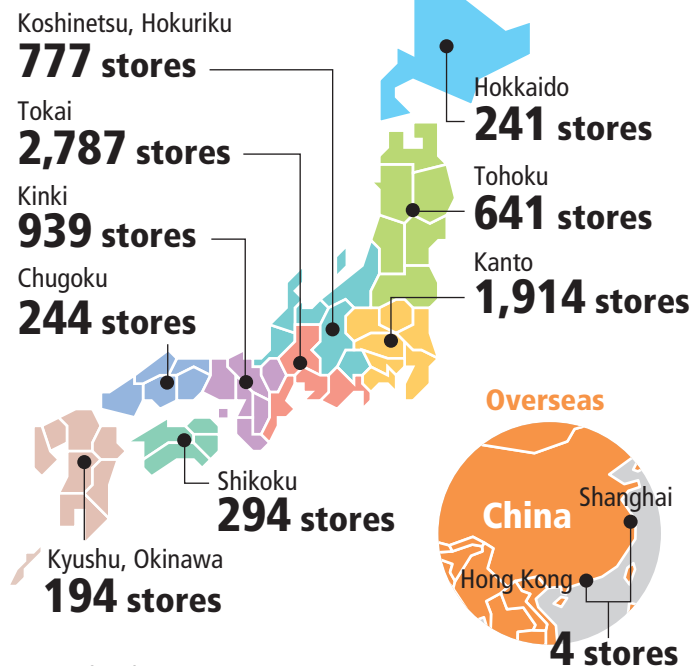 Koshinetsu, Hokuriku
777 stores
Tokai
2,787 stores
Kinki
939 stores
Chugoku
244 stores
Hokkaido
241 stores
Tohoku
641 stores
Kanto
1,914 stores
Shikoku
294 stores
Kyushu, Okinawa
194 stores
Overseas
Shanghai
China
Hong Kong
4 stores